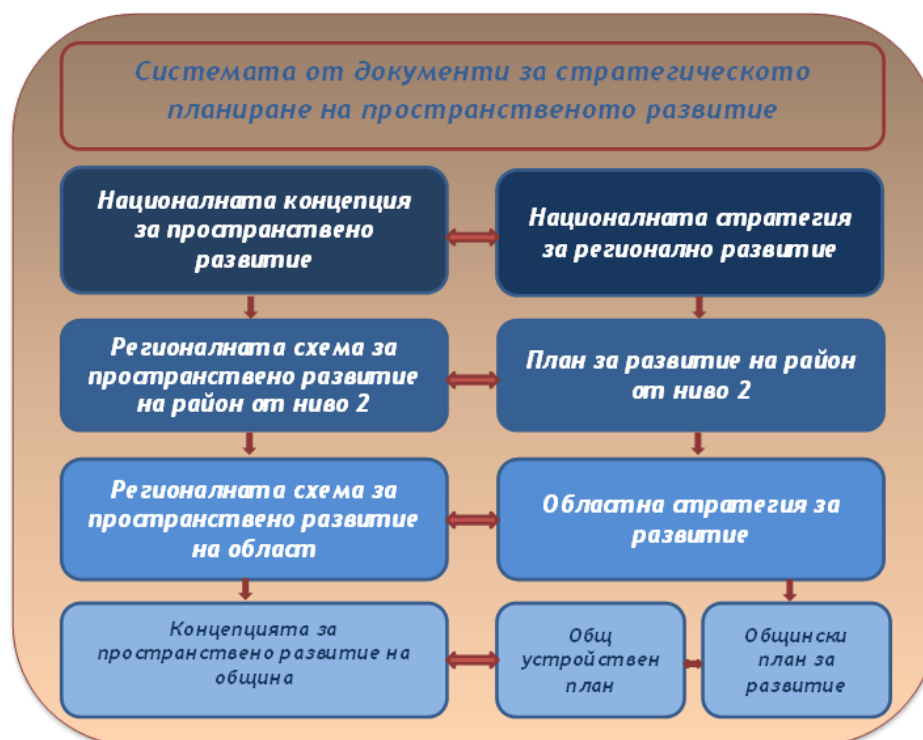 Системата от документи за стратегическото
планиране на пространственото развитие
Националната концепция
за пространствено
развитие
Националната стратегия
за регионално развитие
Регионалната схема за
пространствено развитие
на район от ниво 2
План за развитие на район
от ниво 2
Регионалната схема за
пространствено развитие
на област
Областна стратегия за
развитие
Концепцията за
пространствено развитие на
община
Общ
устройствен
план
Общински
план за
развитие